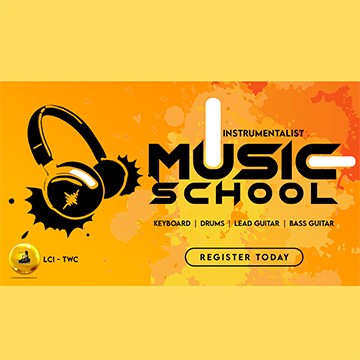 INSTRUMENTALIST
MUSIC
SCHOOL
KEYBOARD | DRUMS | LEAD GUITAR | BASS GUITAR
REGISTER TODAY
LCI - TWC